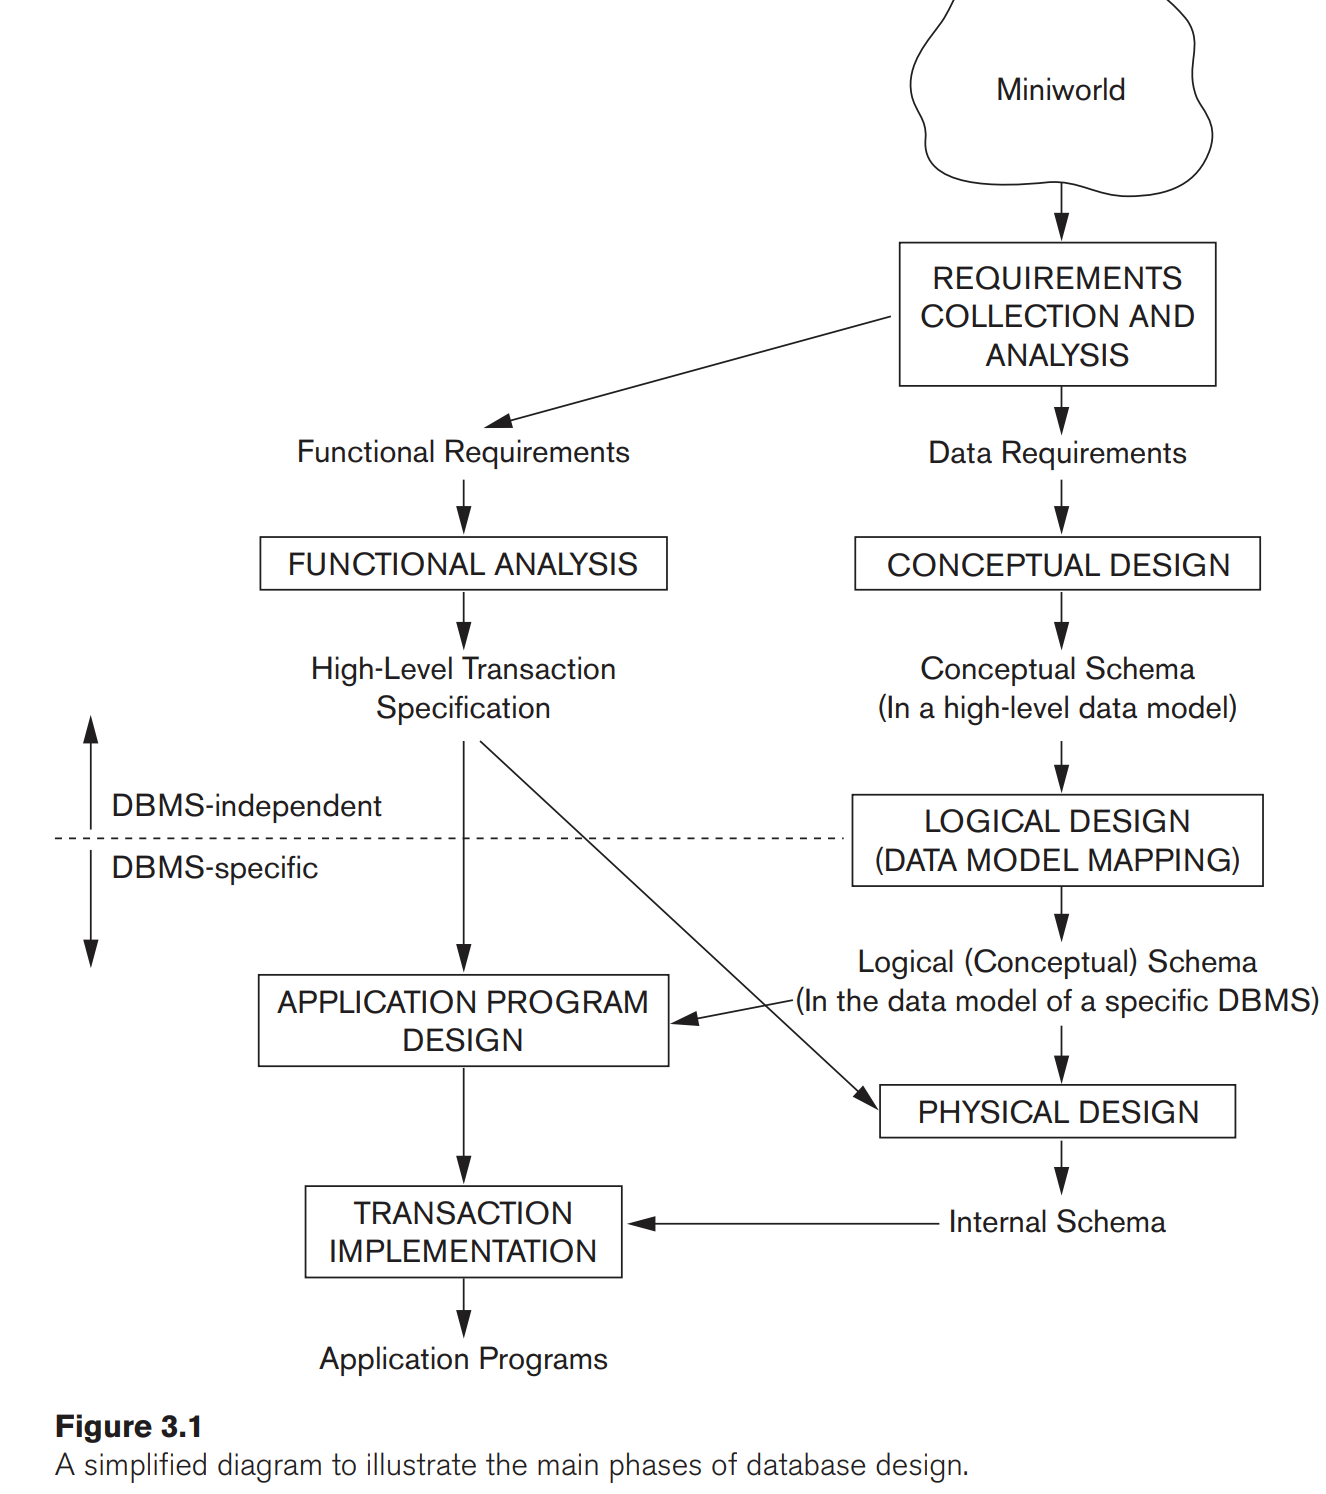 Miniworld
REQUIREMENTS
COLLECTION AND
ANALYSIS
Functional Requirements
Data Requirements
FUNCTIONAL ANALYSIS
CONCEPTUAL DESIGN
High-Level Transaction
Specification
Conceptual Schema
(In a high-level data model)
DBMS-independent
DBMS-specific
LOGICAL DESIGN
(DATA MODEL MAPPING)
Logical (Conceptual) Schema
(In the data model of a specific DBMS)
APPLICATION PROGRAM
DESIGN
PHYSICAL DESIGN
TRANSACTION
IMPLEMENTATION
Internal Schema
Application Programs
Figure 3.1
A simplified diagram to illustrate the main phases of database design.